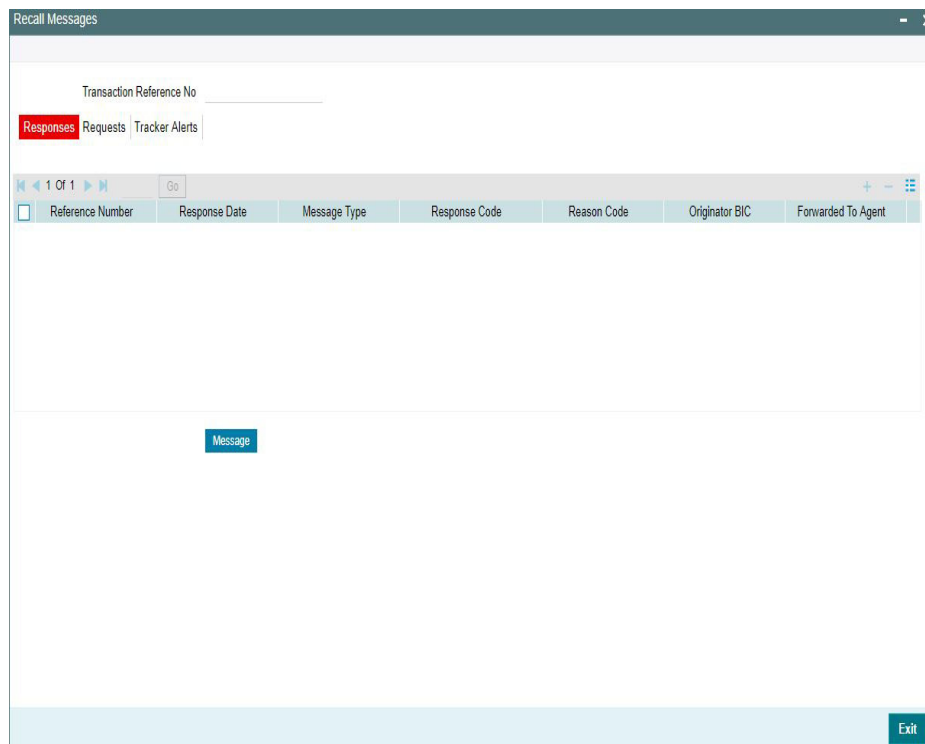 Recall Messages
Transaction Reference No
Responses Requests Tracker Alerts
1 Of 1 Go
Reference Number Response Date Message Type Response Code Reason Code Originator BIC Forwarded To Agent
Message
Exit